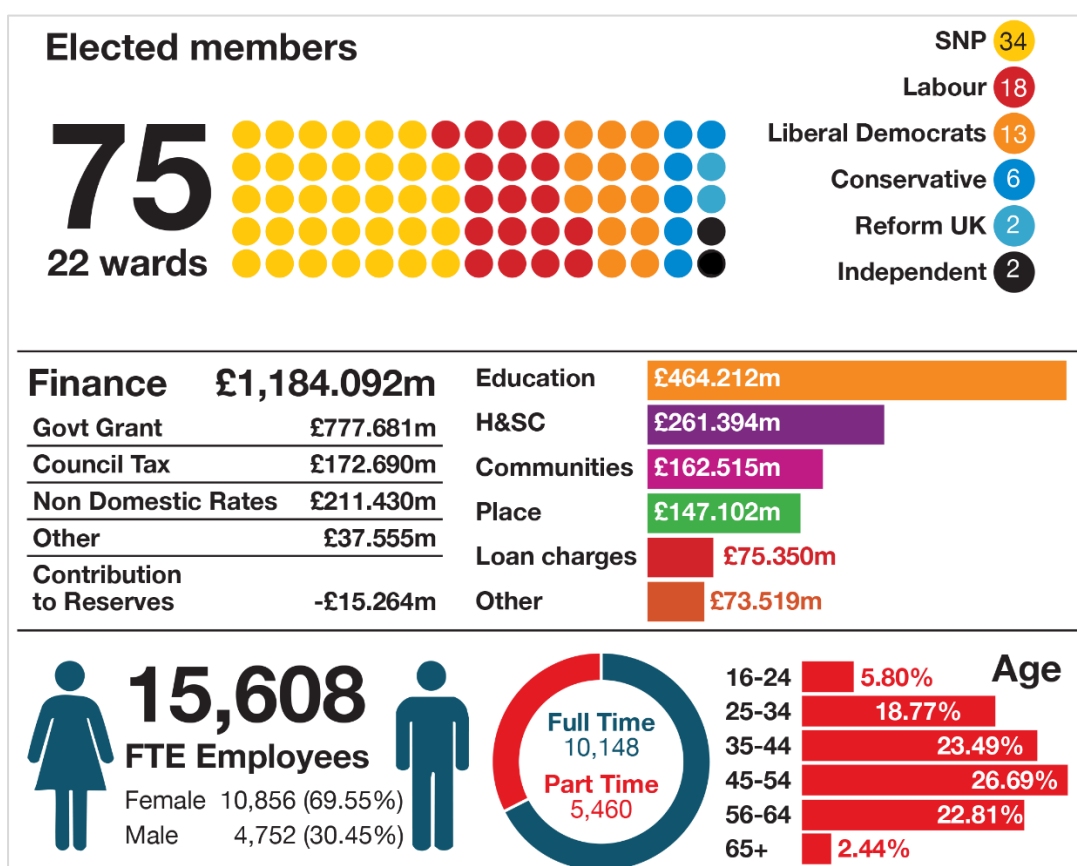 Elected members
75
22 wards
SNP 34
Labour 18
Liberal Democrats 13
Conservative 6
Reform UK 2
Independent 2
Finance £1,184.092m
Govt Grant £777.681m
Council Tax £172.690m
Non Domestic Rates £211.430m
Other £37.555m
Contribution
to Reserves -£15.264m
Education £464.212m
H&SC £261.394m
Communities £162.515m
Place £147.102m
Loan charges £75.350m
Other £73.519m
15,608
FTE Employees
Female 10,856 (69.55%)
Male 4,752 (30.45%)
Full Time
10,148
Part Time
5,460
Age
16-24 5.80%
25-34 18.77%
35-44 23.49%
45-54 26.69%
56-64 22.81%
65+ 2.44%